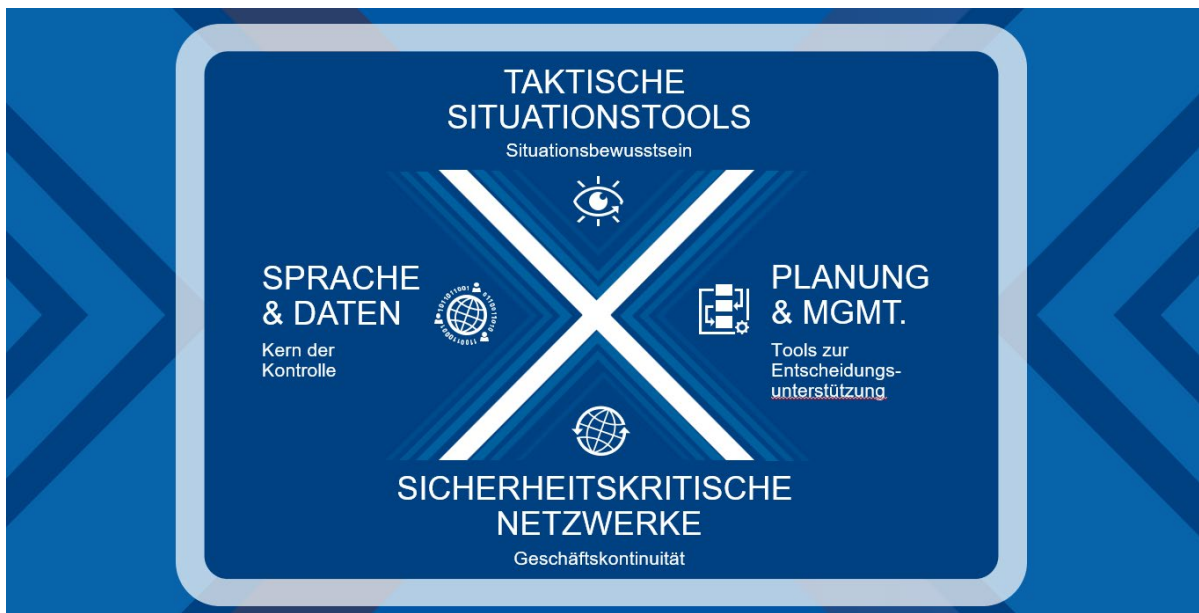 TAKTISCHE
SITUATIONSTOOLS
Situationsbewusstsein
SPRACHE
& DATEN
Kern der
Kontrolle
PLANUNG
& MGMT.
Tools zur
Entscheidungs-
unterstützung
SICHERHEITSKRITISCHE
NETZWERKE
Geschäftskontinuität